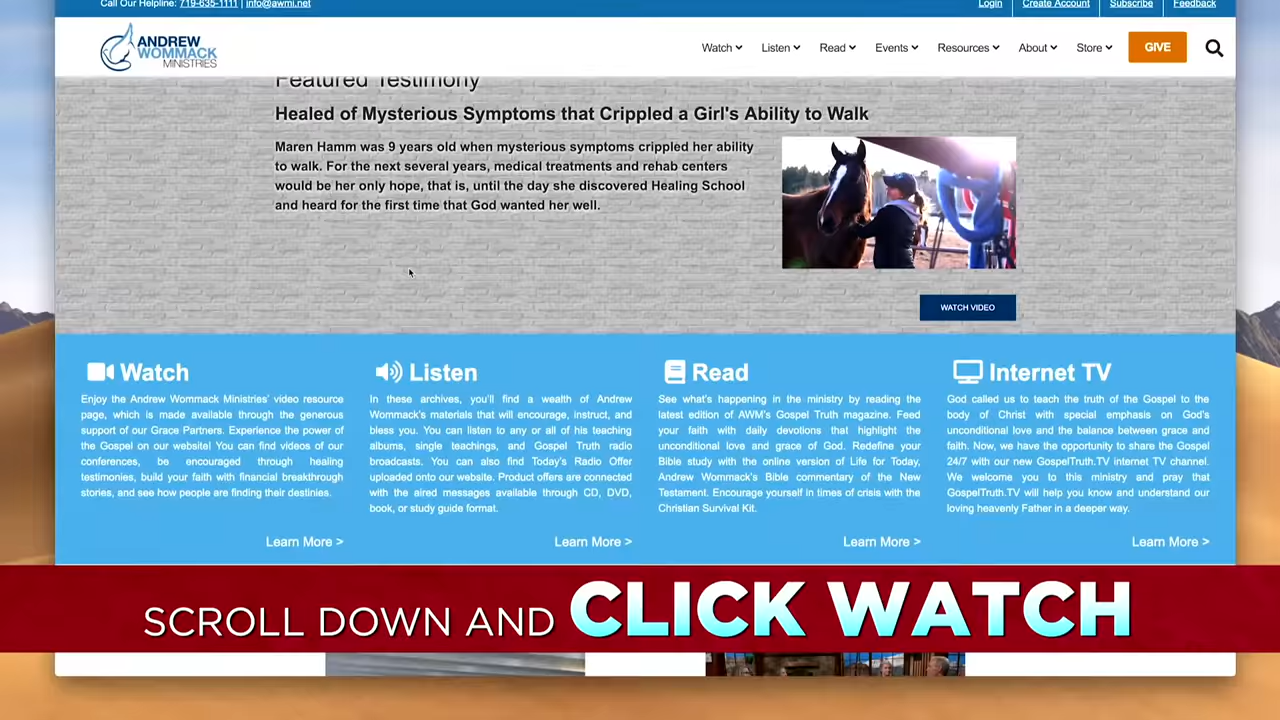 Call Our Helpline: 719-635-1111 | info@awmi.net
Login
Create Account
Subscribe
Feedback
ANDREW
WOMMACK
MINISTRIES
Watch
Listen
Read
Events
Resources
About
Store
GIVE
Featured Testimony
Healed of Mysterious Symptoms that Crippled a Girl's Ability to Walk
Maren Hamm was 9 years old when mysterious symptoms crippled her ability
to walk. For the next several years, medical treatments and rehab centers
would be her only hope, that is, until the day she discovered Healing School
and heard for the first time that God wanted her well.
WATCH VIDEO
Watch
Enjoy the Andrew Wommack Ministries' video resource
page, which is made available through the generous
support of our Grace Partners. Experience the power of
the Gospel on our website! You can find videos of our
conferences, be encouraged through healing
testimonies, build your faith with financial breakthrough
stories, and see how people are finding their destinies.
Learn More >
Listen
In these archives, you'll find a wealth of Andrew
Wommack's materials that will encourage, instruct, and
bless you. You can listen to any or all of his teaching
albums, single teachings, and Gospel Truth radio
broadcasts. You can also find Today's Radio Offer
uploaded onto our website. Product offers are connected
with the aired messages available through CD, DVD,
book, or study guide format.
Learn More >
Read
See what's happening in the ministry by reading the
latest edition of AWM's Gospel Truth magazine. Feed
your faith with daily devotions that highlight the
unconditional love and grace of God. Redefine your
Bible study with the online version of Life for Today,
Andrew Wommack's Bible commentary of the New
Testament. Encourage yourself in times of crisis with the
Christian Survival Kit.
Learn More >
Internet TV
God called us to teach the truth of the Gospel to the
body of Christ with special emphasis on God's
unconditional love and the balance between grace and
faith. Now, we have the opportunity to share the Gospel
24/7 with our new GospelTruth.TV internet TV channel.
We welcome you to this ministry and pray that
GospelTruth.TV will help you know and understand our
loving heavenly Father in a deeper way.
Learn More >
SCROLL DOWN AND CLICK WATCH